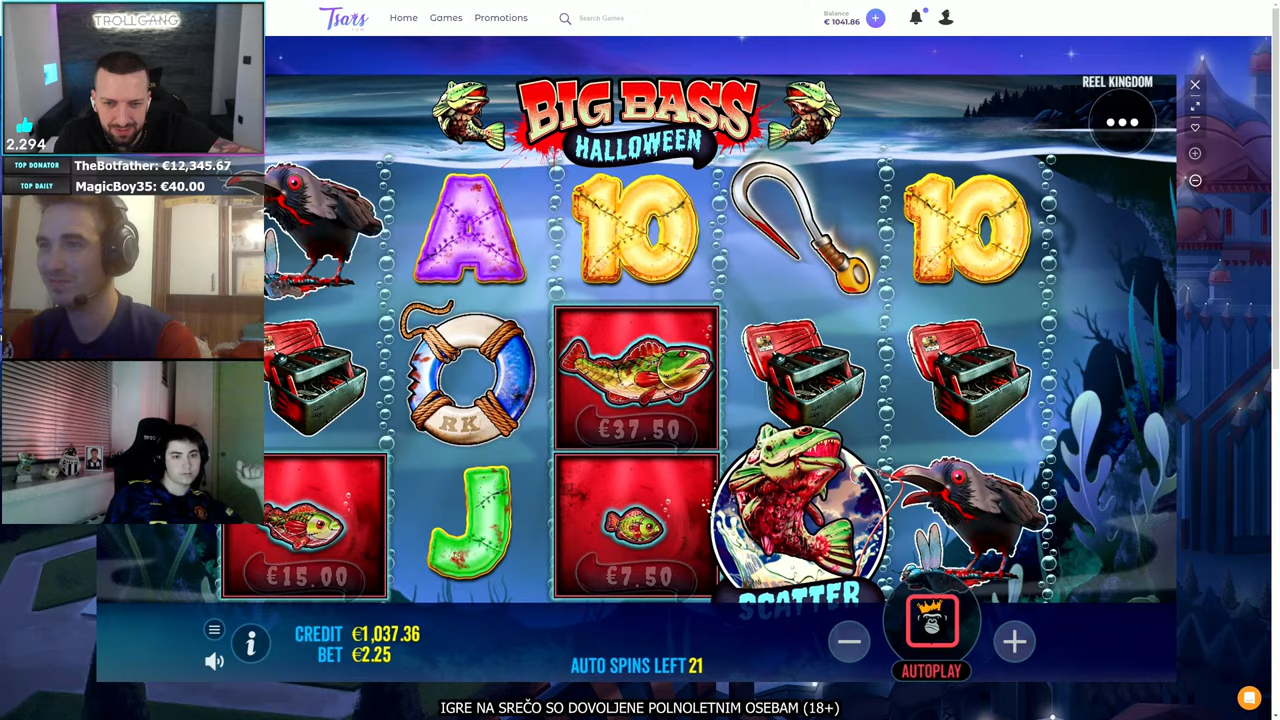 TROLLGANG
2,294
TOP DONATOR TheBotfather: €12,345.67
TOP DAILY MagicBoy35: €40.00
Tsars
Home Games Promotions Search Games
Balance
€ 1041.86
REEL KINGDOM
BIG BASS
HALLOWEEN
A 10 10
RK
€37.50
€15.00
J
€7.50
SCATTER
CREDIT €1,037.36
BET €2.25
AUTO SPINS LEFT 21
AUTOPLAY
IGRE NA SREČO SO DOVOLJENE POLNOLETNIM OSEBAM (18+)